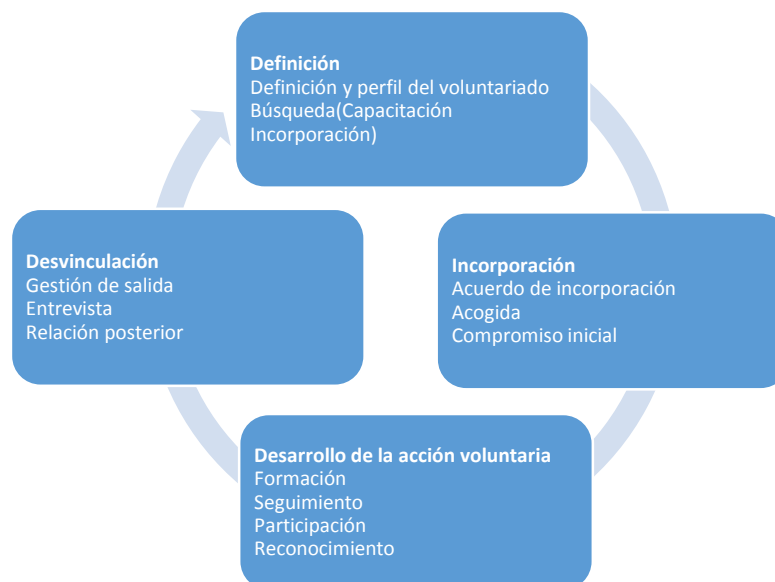 Definición
Definición y perfil del voluntariado
Búsqueda(Capacitación
Incorporación)
Incorporación
Acuerdo de incorporación
Acogida
Compromiso inicial
Desarrollo de la acción voluntaria
Formación
Seguimiento
Participación
Reconocimiento
Desvinculación
Gestión de salida
Entrevista
Relación posterior